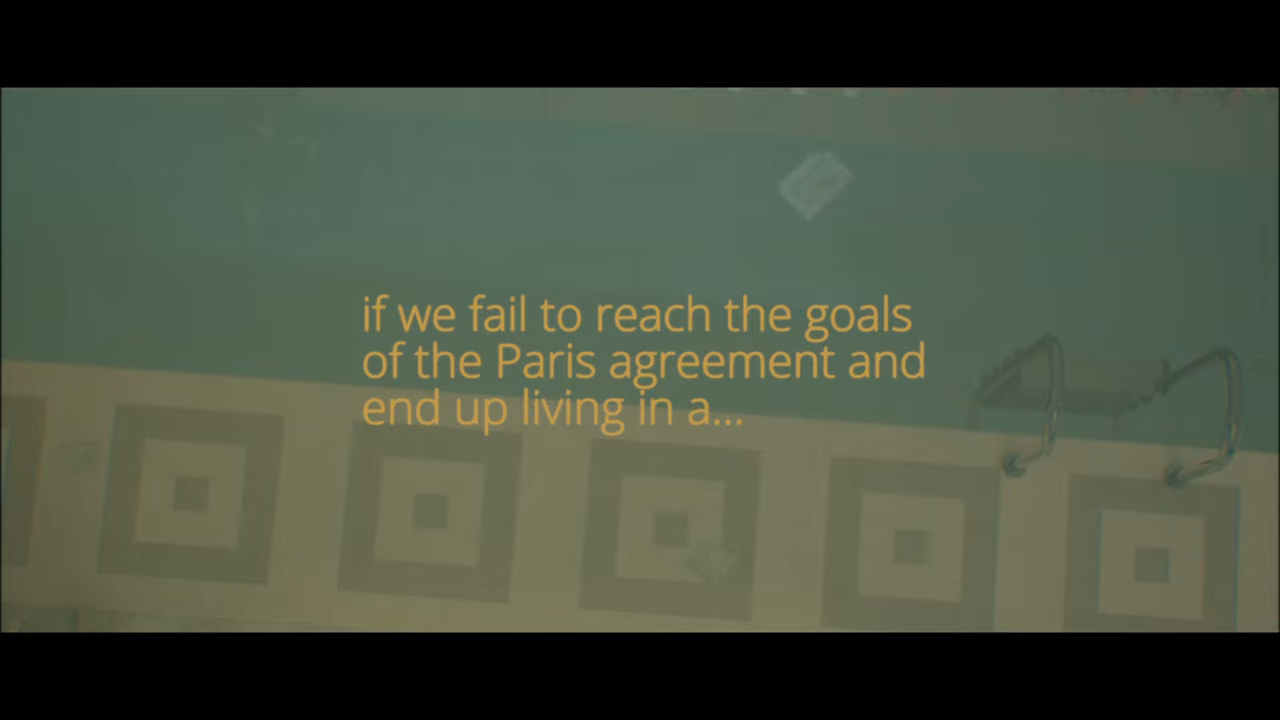 if we fail to reach the goals
of the Paris agreement and
end up living in a...